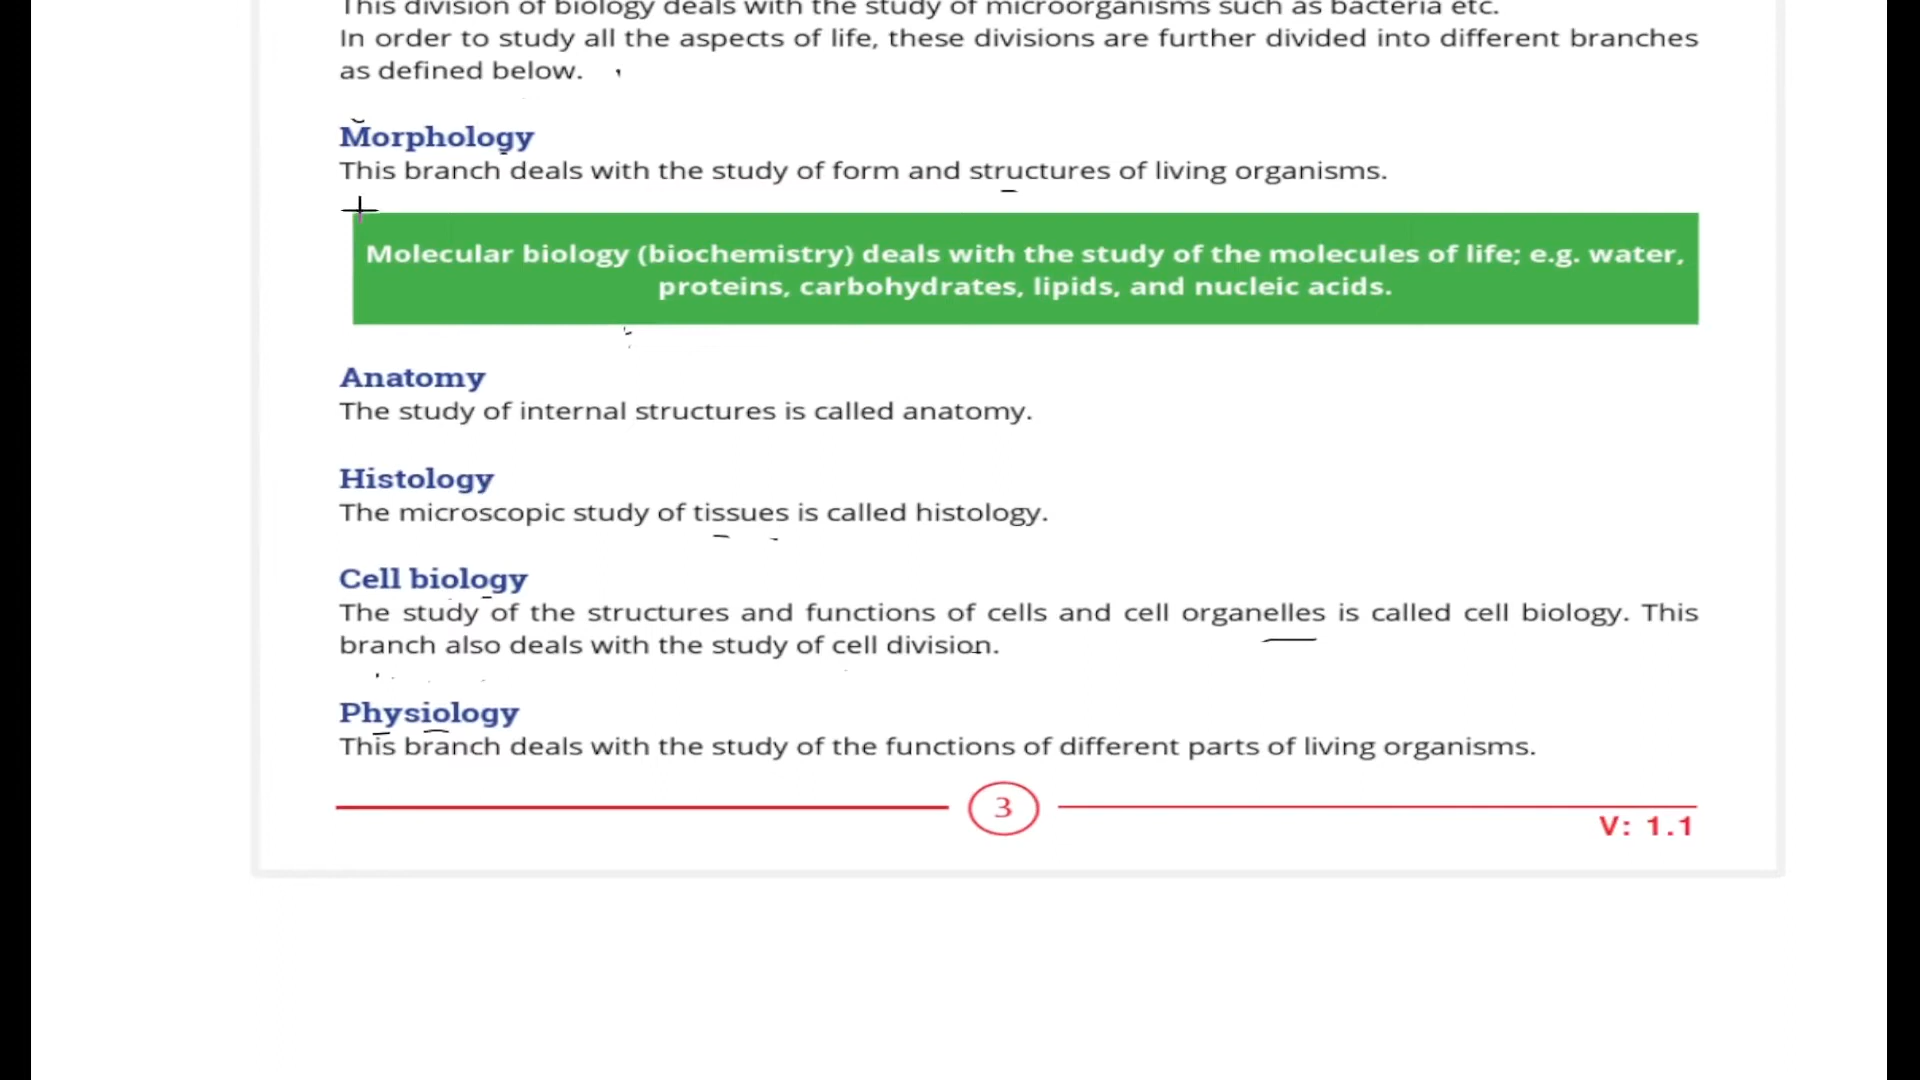 This division of biology deals with the study of microorganisms such as bacteria etc.
In order to study all the aspects of life, these divisions are further divided into different branches
as defined below.
Morphology
This branch deals with the study of form and structures of living organisms.
Molecular biology (biochemistry) deals with the study of the molecules of life; e.g. water,
proteins, carbohydrates, lipids, and nucleic acids.
Anatomy
The study of internal structures is called anatomy.
Histology
The microscopic study of tissues is called histology.
Cell biology
The study of the structures and functions of cells and cell organelles is called cell biology. This
branch also deals with the study of cell division.
Physiology
This branch deals with the study of the functions of different parts of living organisms.
3
V: 1.1